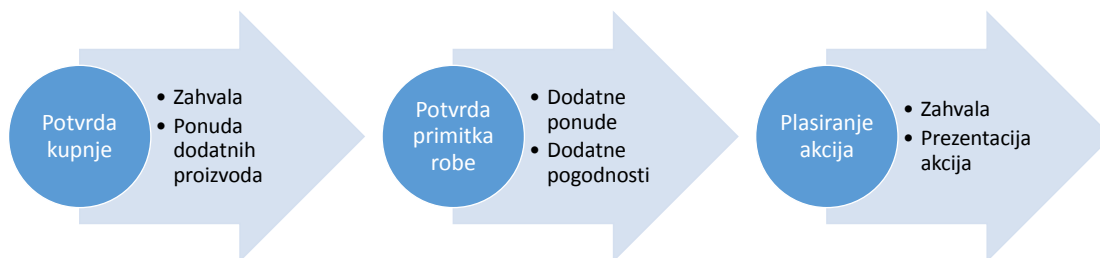 Potvrda
kupnje
• Zahvala
• Ponuda
dodatnih
proizvoda
Potvrda
primitka
robe
• Dodatne
ponude
• Dodatne
pogodnosti
Plasiranje
akcija
• Zahvala
• Prezentacija
akcija